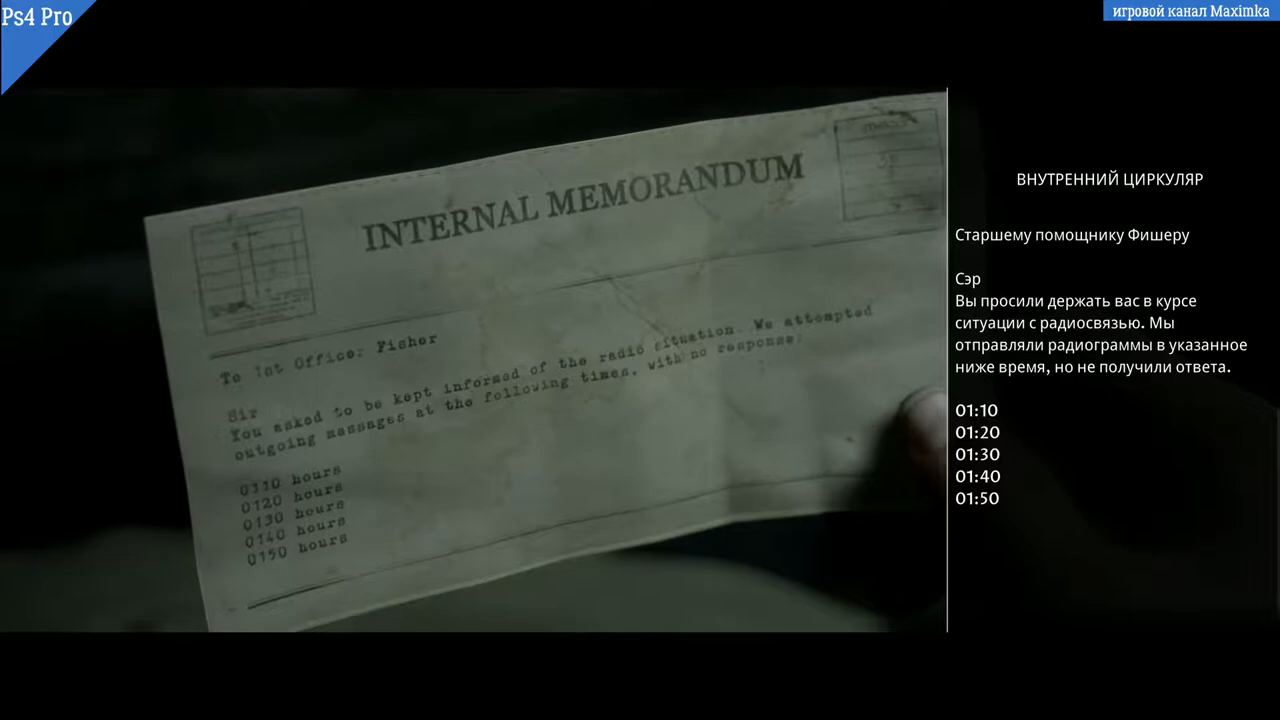 Ps4 Pro
игровой канал Maximka
INTERNAL MEMORANDUM
To 1st Officer Fisher
Sir
You asked to be kept informed of the radio situation. We attempted
outgoing messages at the following times, with no response:
0110 hours
0120 hours
0130 hours
0140 hours
0150 hours
ВНУТРЕННИЙ ЦИРКУЛЯР
Старшему помощнику Фишеру
Сэр
Вы просили держать вас в курсе
ситуации с радиосвязью. Мы
отправляли радиограммы в указанное
ниже время, но не получили ответа.
01:10
01:20
01:30
01:40
01:50